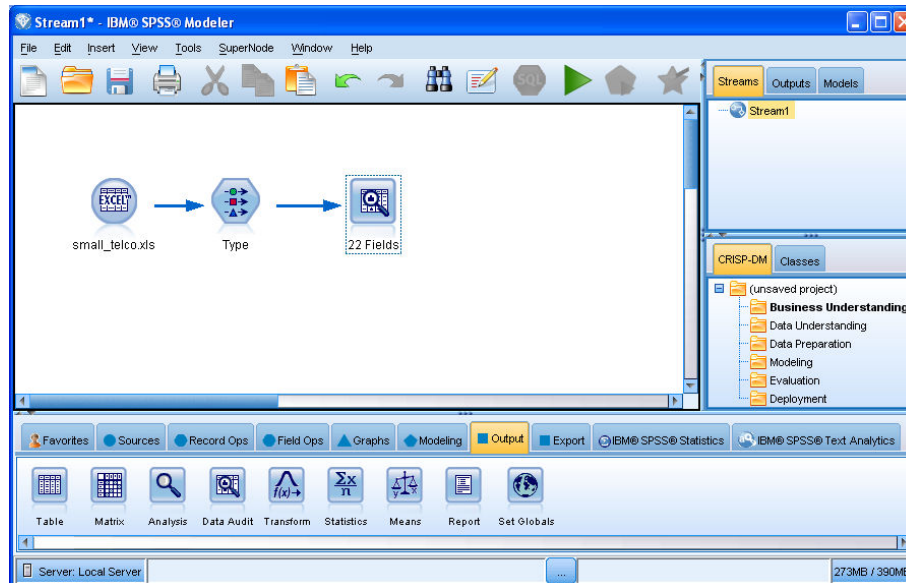 Stream1* - IBM® SPSS® Modeler
File Edit Insert View Tools SuperNode Window Help
SQL
Streams Outputs Models
Stream1
EXCEL
small_telco.xls Type 22 Fields
CRISP-DM Classes
(unsaved project)
Business Understanding
Data Understanding
Data Preparation
Modeling
Evaluation
Deployment
Favorites Sources Record Ops Field Ops Graphs Modeling Output Export IBM® SPSS® Statistics IBM® SPSS® Text Analytics
f(x)→ Σx n y x
Table Matrix Analysis Data Audit Transform Statistics Means Report Set Globals
Server: Local Server ... 273MB / 390MB